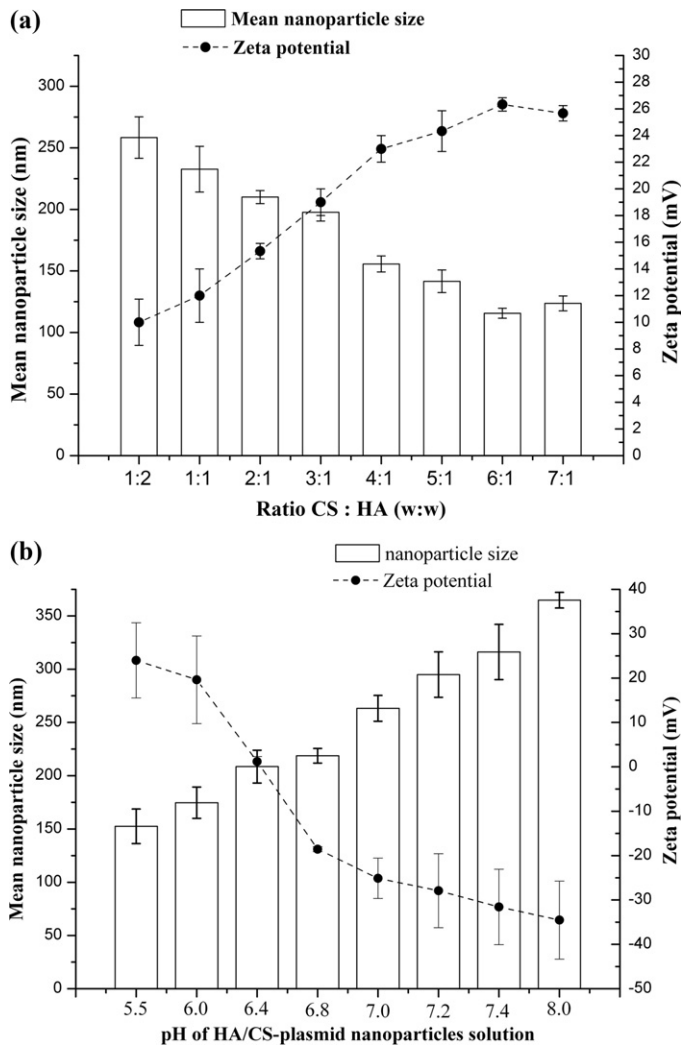 (a)
Mean nanoparticle size
Zeta potential
Mean nanoparticle size (nm)
300
250
200
150
100
50
0
30
28
26
24
22
20
18
16
14
12
10
8
6
4
2
0
Zeta potential (mV)
1:2 1:1 2:1 3:1 4:1 5:1 6:1 7:1
Ratio CS : HA (w:w)
(b)
nanoparticle size
Zeta potential
Mean nanoparticle size (nm)
350
300
250
200
150
100
50
0
40
30
20
10
0
-10
-20
-30
-40
-50
Zeta potential (mV)
5.5 6.0 6.4 6.8 7.0 7.2 7.4 8.0
pH of HA/CS-plasmid nanoparticles solution